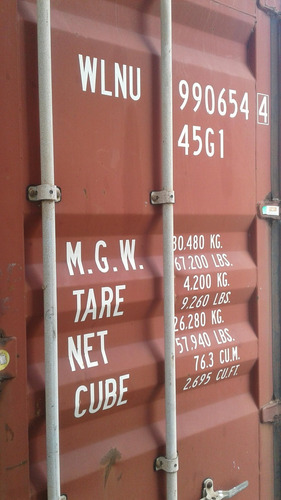 WLNU 990654 4
45G1
M.G.W. 30.480 KG.
67.200 LBS.
TARE 4.200 KG.
9.260 LBS.
NET 26.280 KG.
57.940 LBS.
CUBE 76.3 CU.M.
2.695 CU.FT.